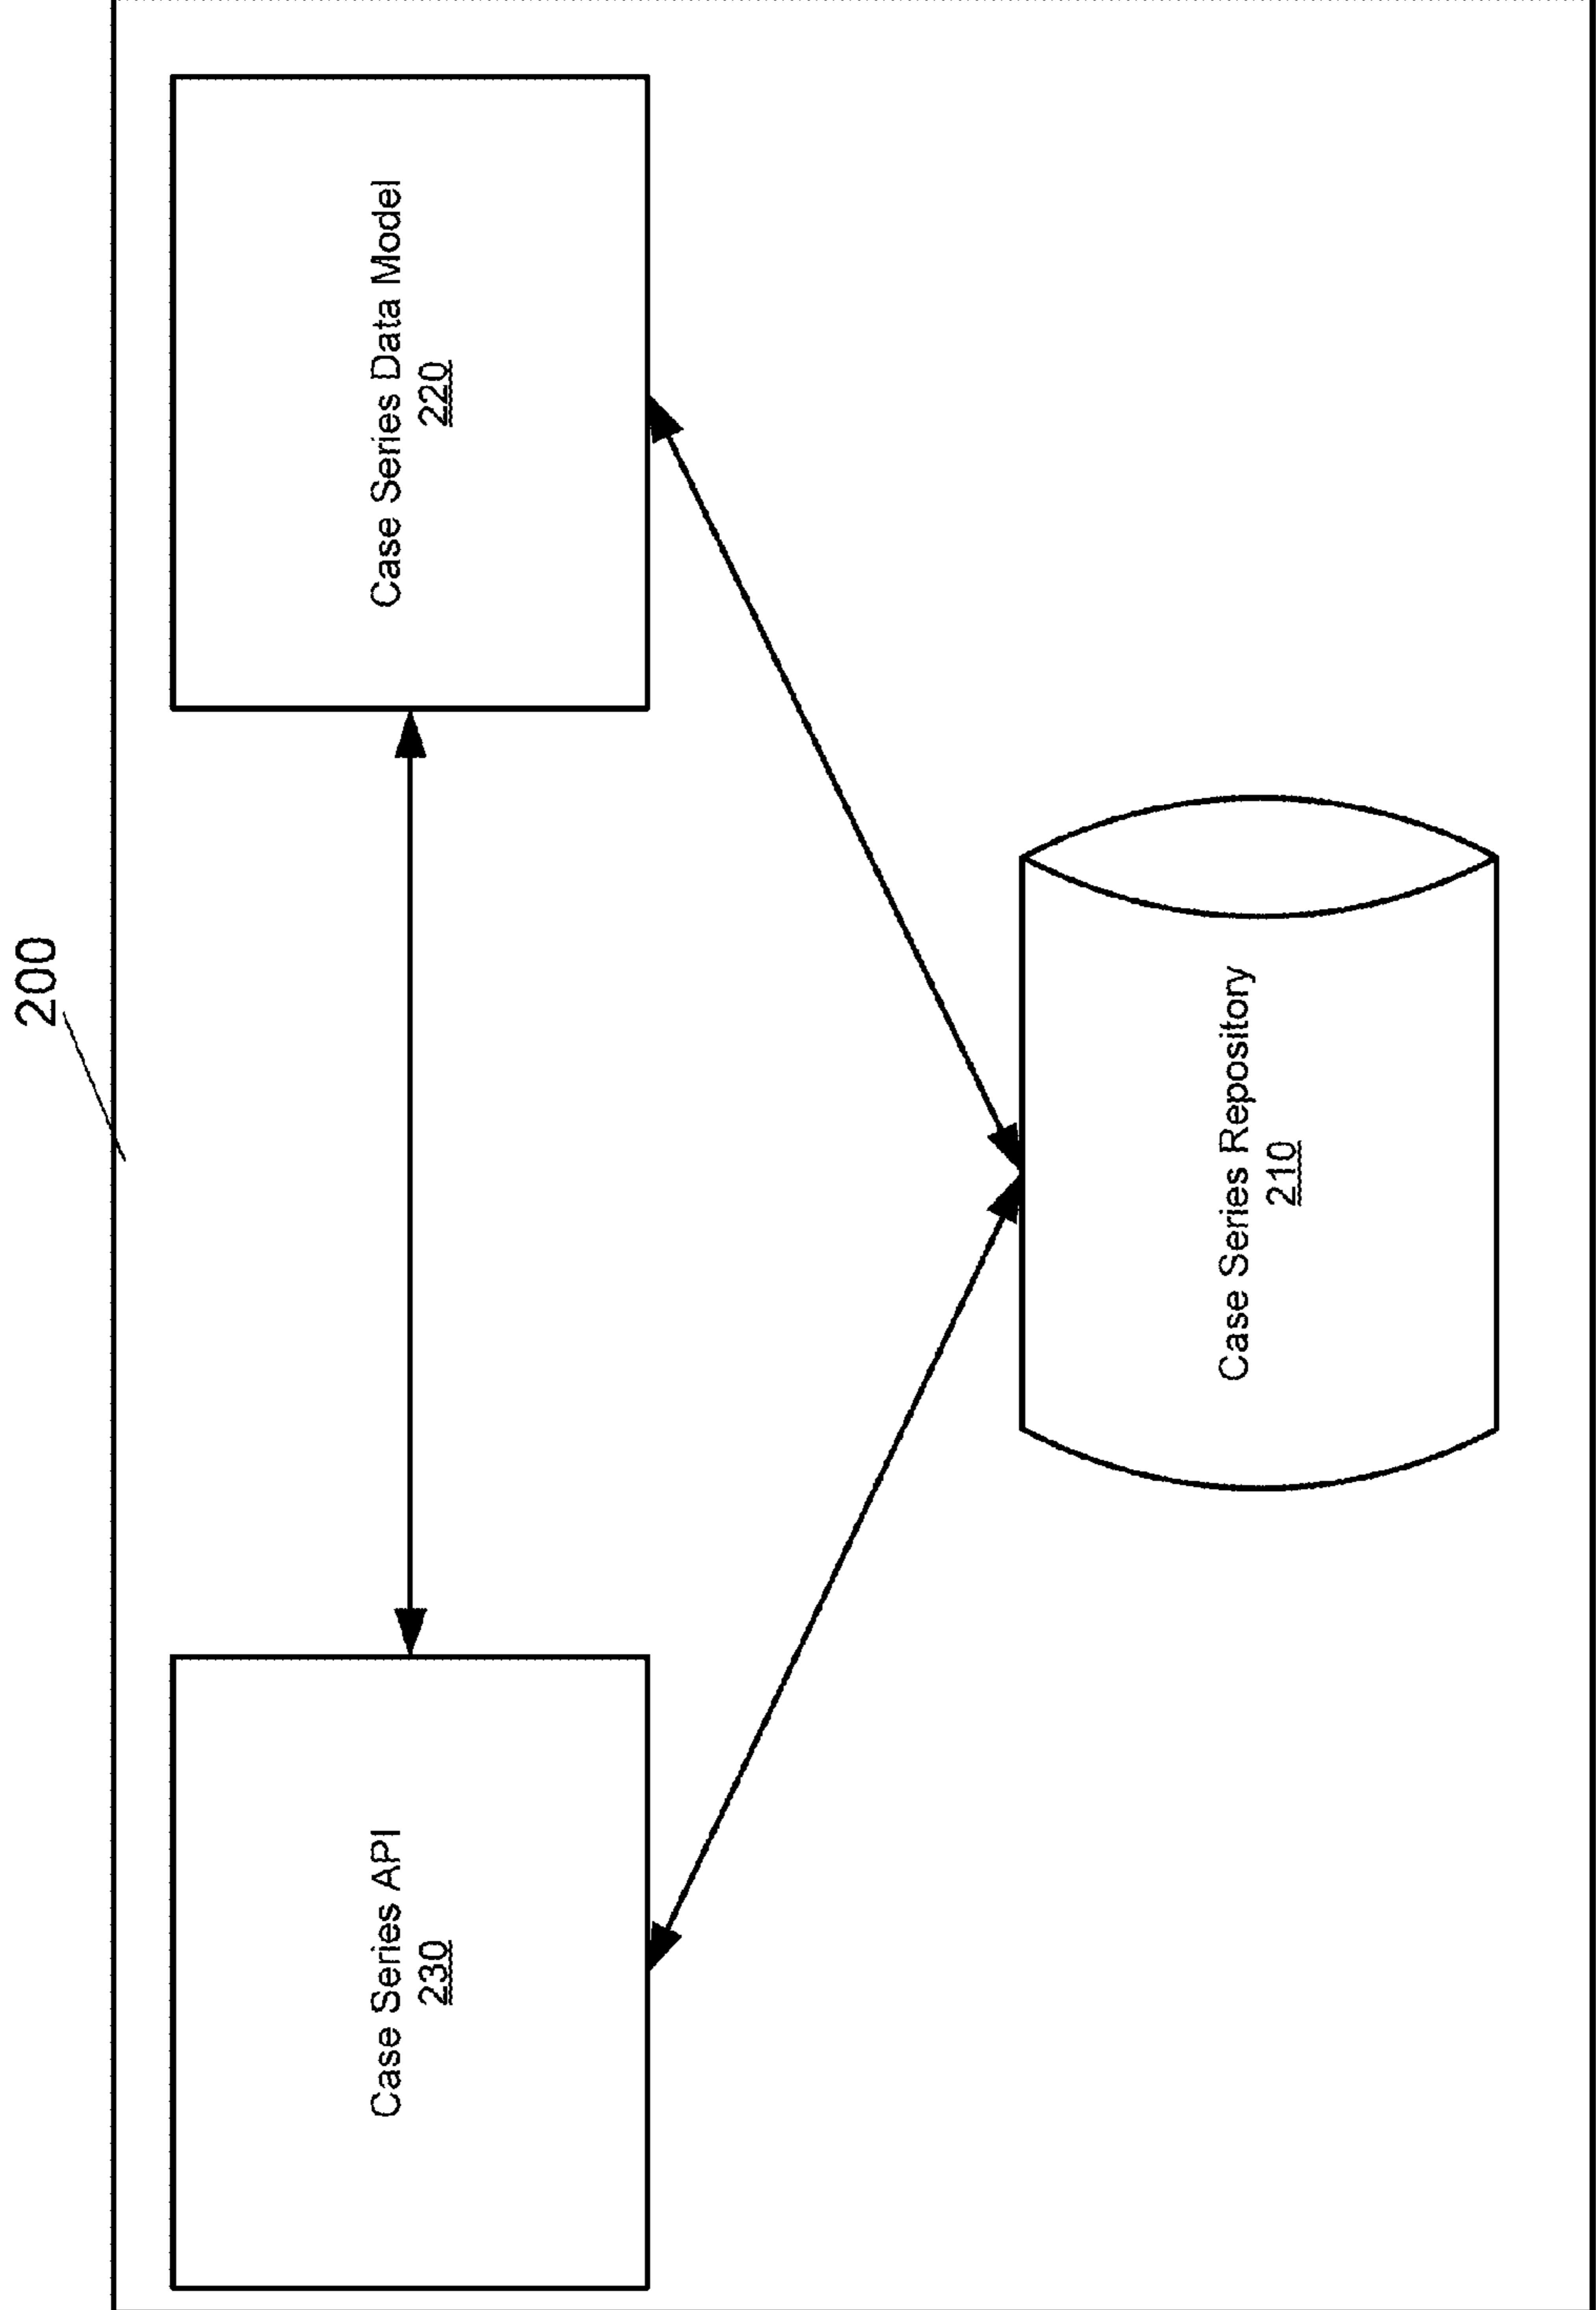 200
Case Series API
230
Case Series Data Model
220
Case Series Repository
210